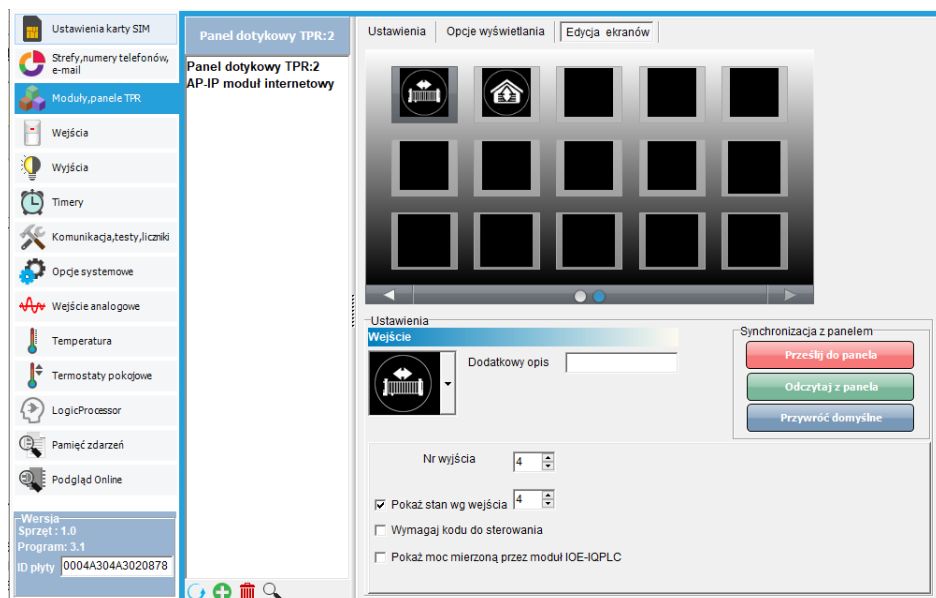 Ustawienia karty SIM
Strefy,numery telefonów,
e-mail
Moduły,panele TPR
Wejścia
Wyjścia
Timery
Komunikacja,testy,liczniki
Opcje systemowe
Wejście analogowe
Temperatura
Termostaty pokojowe
LogicProcessor
Pamięć zdarzeń
Podgląd Online
Wersja
Sprzęt : 1.0
Program: 3.1
ID płyty 0004A304A3020878
Panel dotykowy TPR:2
Panel dotykowy TPR:2
AP-IP moduł internetowy
Ustawienia Opcje wyświetlania Edycja ekranów
Ustawienia
Wejście
Dodatkowy opis
Synchronizacja z panelem
Prześlij do panela
Odczytaj z panela
Przywróć domyślne
Nr wyjścia 4
Pokaż stan wg wejścia 4
Wymagaj kodu do sterowania
Pokaż moc mierzoną przez moduł IOE-IQPLC